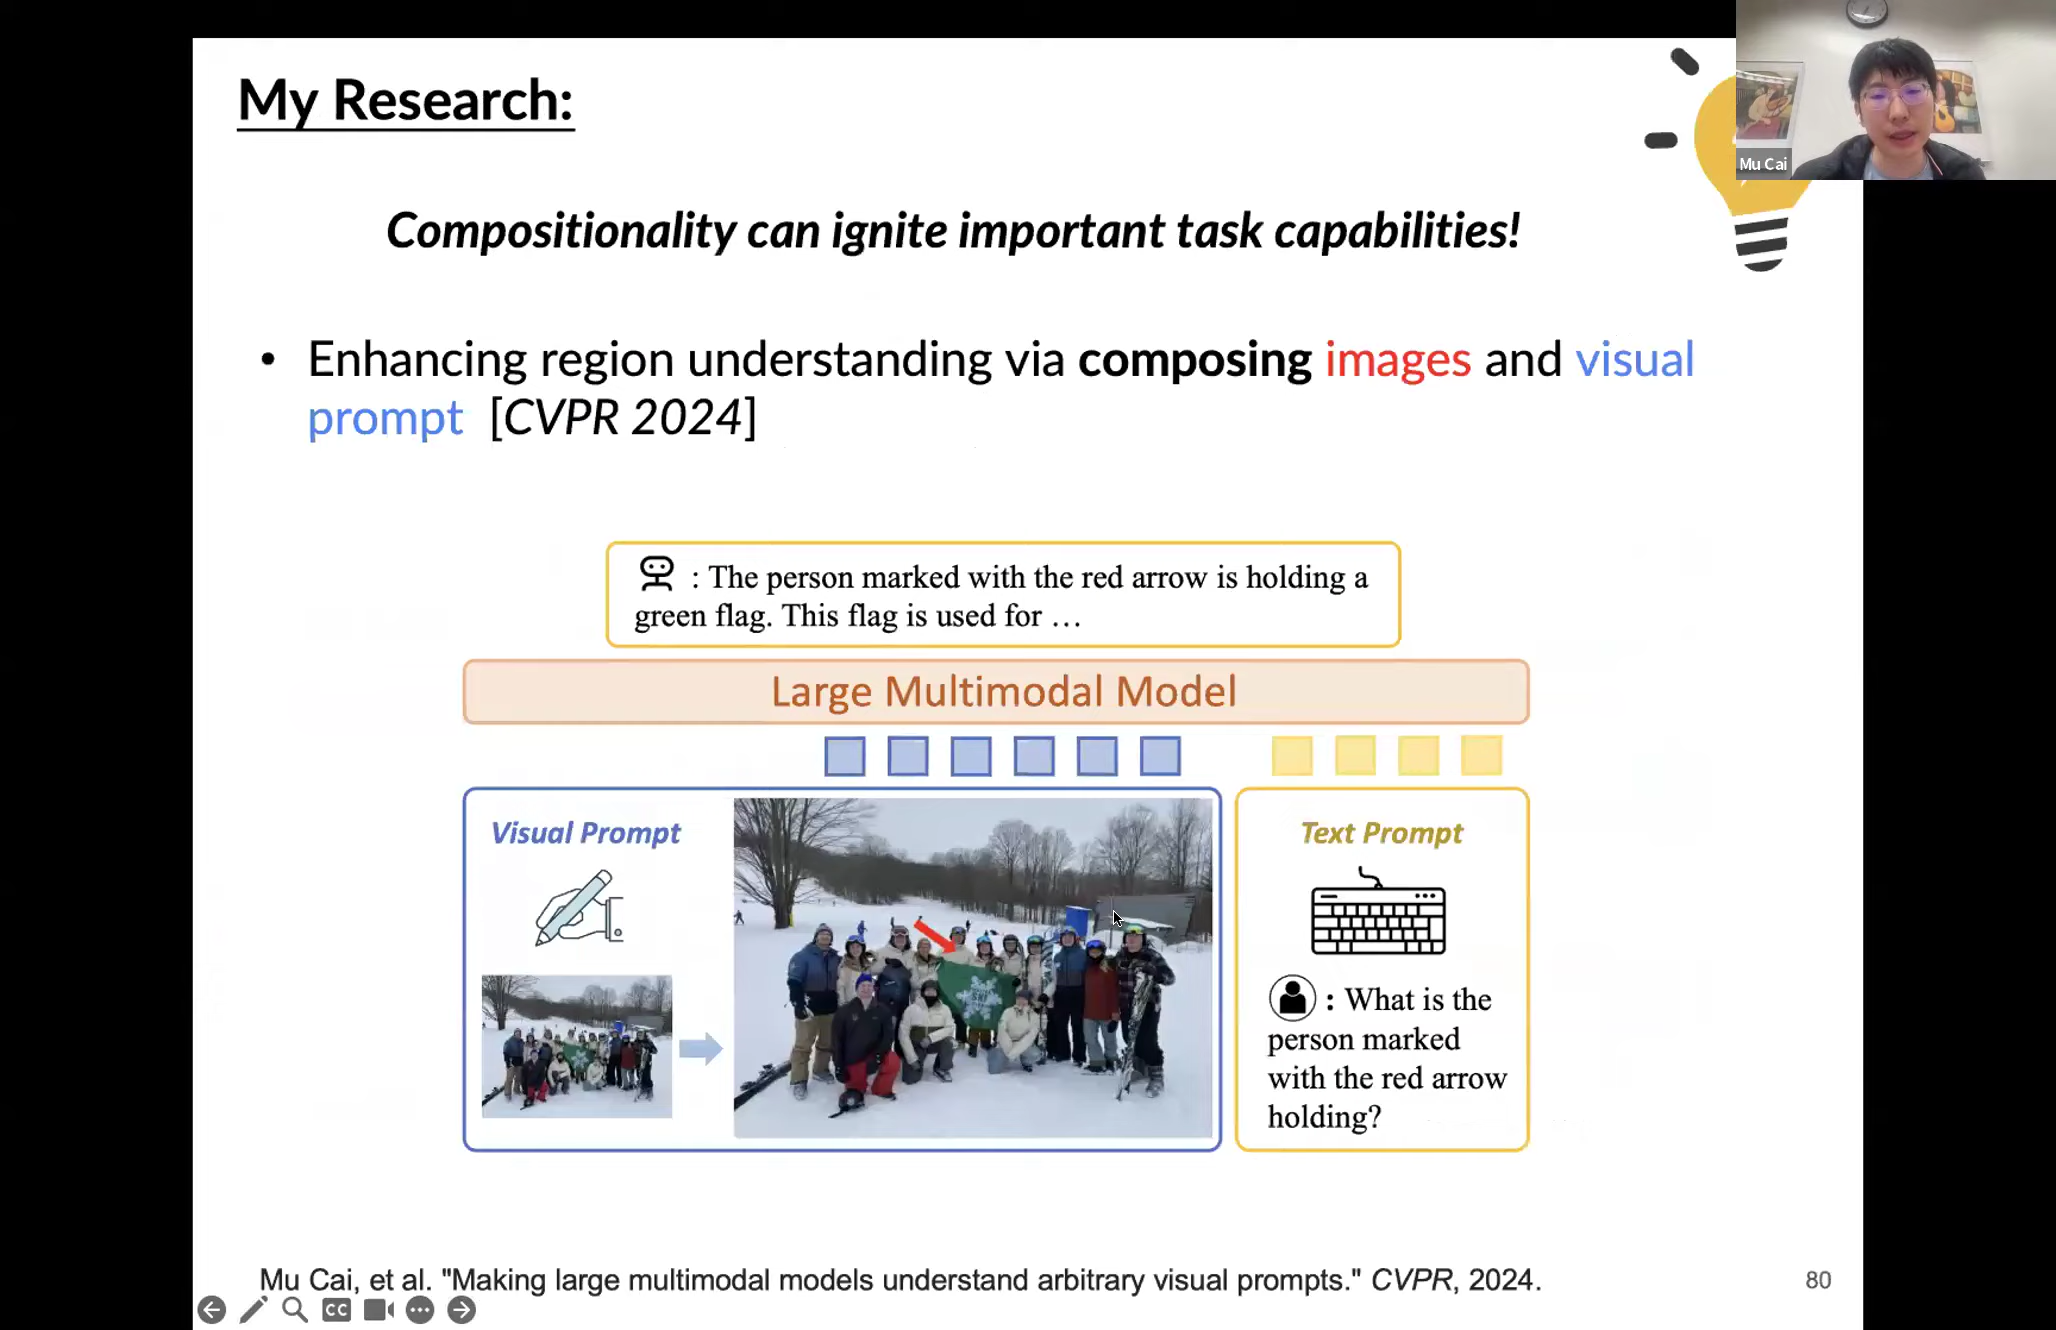 My Research:
Mu Cai
Compositionality can ignite important task capabilities!
• Enhancing region understanding via composing images and visual
prompt [CVPR 2024]
: The person marked with the red arrow is holding a
green flag. This flag is used for …
Large Multimodal Model
Visual Prompt
SKI
Text Prompt
: What is the
person marked
with the red arrow
holding?
Mu Cai, et al. "Making large multimodal models understand arbitrary visual prompts." CVPR, 2024.
80
CC